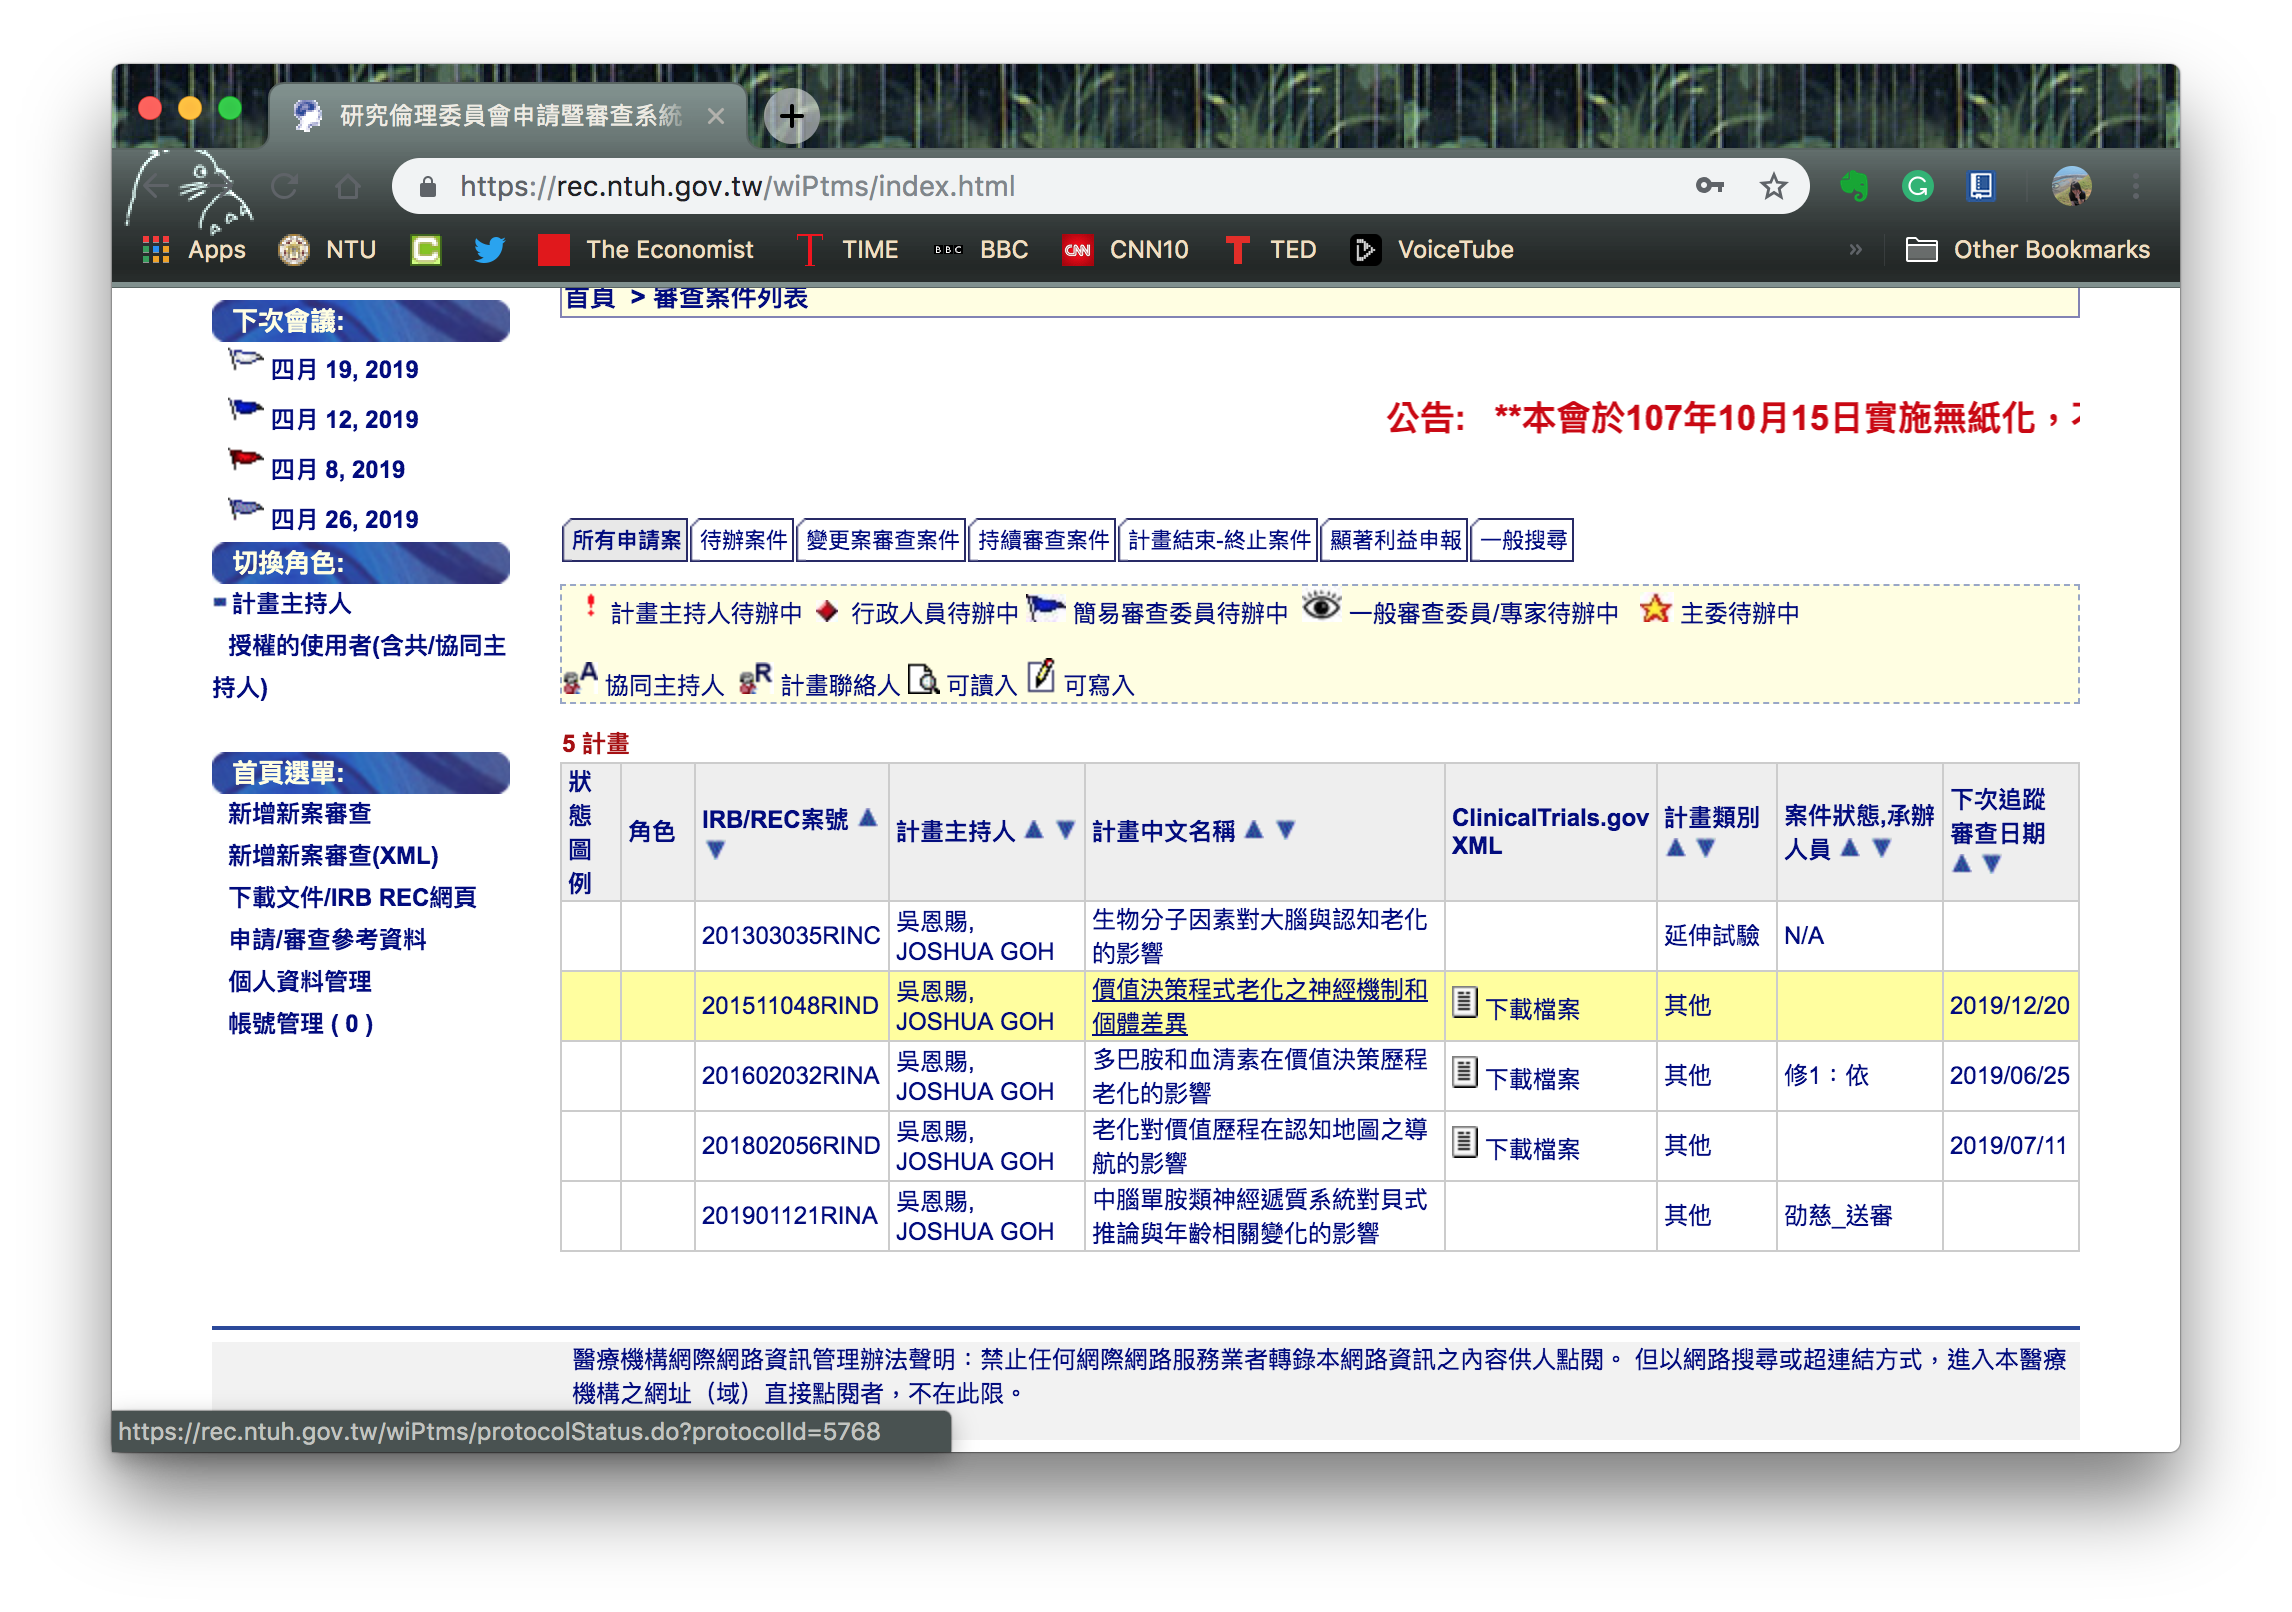 研究倫理委員會申請暨審查系統
https://rec.ntuh.gov.tw/wiPtms/index.html
Apps NTU The Economist TIME BBC BBC CNN CNN10 TED VoiceTube » Other Bookmarks
首頁 > 審查案件列表
下次會議:
四月 19, 2019
四月 12, 2019
四月 8, 2019
四月 26, 2019
切換角色:
計畫主持人
授權的使用者(含共/協同主
持人)
首頁選單:
新增新案審查
新增新案審查(XML)
下載文件/IRB REC網頁
申請/審查參考資料
個人資料管理
帳號管理 ( 0 )
公告: **本會於107年10月15日實施無紙化，
所有申請案 待辦案件 變更案審查案件 持續審查案件 計畫結束-終止案件 顯著利益申報 一般搜尋
計畫主持人待辦中 行政人員待辦中 簡易審查委員待辦中 一般審查委員/專家待辦中 主委待辦中
A 協同主持人 R 計畫聯絡人 可讀入 可寫入
5 計畫
狀態圖例 角色 IRB/REC案號 ▲▼ 計畫主持人 ▲▼ 計畫中文名稱 ▲▼ ClinicalTrials.gov XML 計畫類別 ▲▼ 案件狀態,承辦人員 ▲▼ 下次追蹤審查日期 ▲▼
201303035RINC 吳恩賜, JOSHUA GOH 生物分子因素對大腦與認知老化的影響 延伸試驗 N/A
201511048RIND 吳恩賜, JOSHUA GOH 價值決策程式老化之神經機制和個體差異 下載檔案 其他 2019/12/20
201602032RINA 吳恩賜, JOSHUA GOH 多巴胺和血清素在價值決策歷程老化的影響 下載檔案 其他 修1：依 2019/06/25
201802056RIND 吳恩賜, JOSHUA GOH 老化對價值歷程在認知地圖之導航的影響 下載檔案 其他 2019/07/11
201901121RINA 吳恩賜, JOSHUA GOH 中腦單胺類神經遞質系統對貝式推論與年齡相關變化的影響 其他 劭慈_送審
醫療機構網際網路資訊管理辦法聲明：禁止任何網際網路服務業者轉錄本網路資訊之內容供人點閱。 但以網路搜尋或超連結方式，進入本醫療
機構之網址（域）直接點閱者，不在此限。
https://rec.ntuh.gov.tw/wiPtms/protocolStatus.do?protocolId=5768